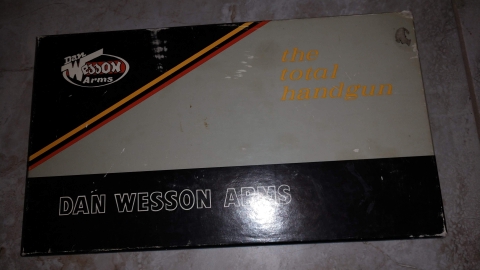 Dan
Wesson
Arms
the
total
handgun
DAN WESSON ARMS